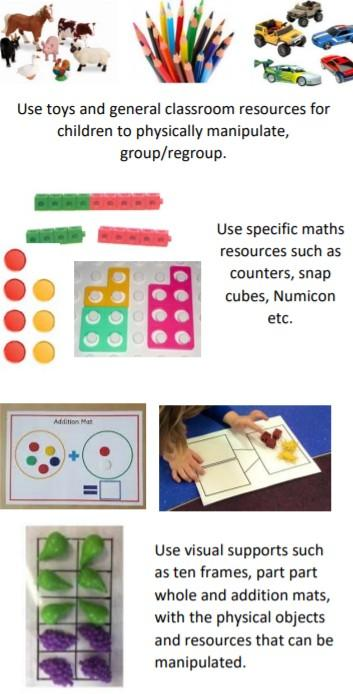 Use toys and general classroom resources for
children to physically manipulate,
group/regroup.
Use specific maths
resources such as
counters, snap
cubes, Numicon
etc.
Addition Mat
+
=
Use visual supports such
as ten frames, part part
whole and addition mats,
with the physical objects
and resources that can be
manipulated.